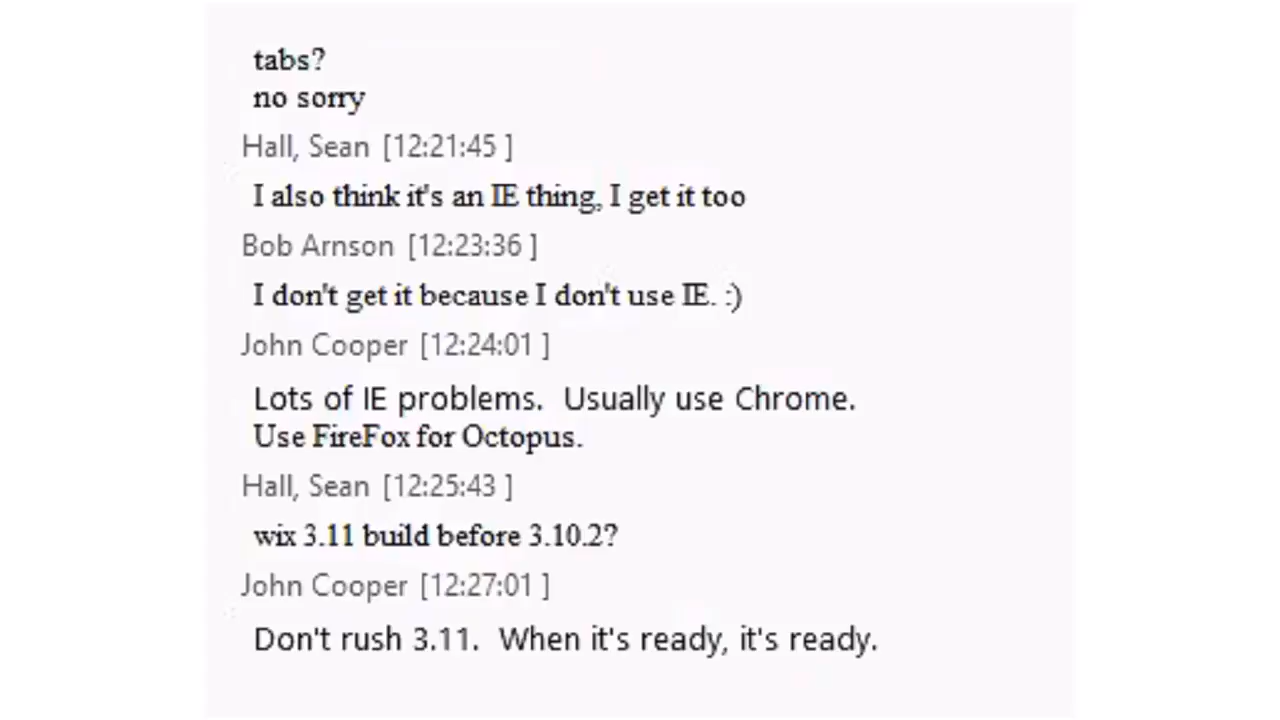 tabs?
no sorry
Hall, Sean [12:21:45 ]
I also think it's an IE thing, I get it too
Bob Arnson [12:23:36 ]
I don't get it because I don't use IE. :)
John Cooper [12:24:01 ]
Lots of IE problems.  Usually use Chrome.
Use FireFox for Octopus.
Hall, Sean [12:25:43 ]
wix 3.11 build before 3.10.2?
John Cooper [12:27:01 ]
Don't rush 3.11.  When it's ready, it's ready.